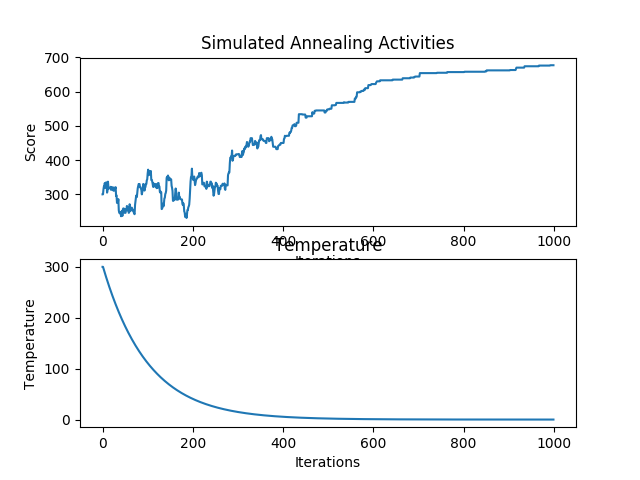 Simulated Annealing Activities
700
600
500
400
300
Score
0 200 400 600 800 1000
Iterations
Temperature
300
200
100
0
Temperature
0 200 400 600 800 1000
Iterations